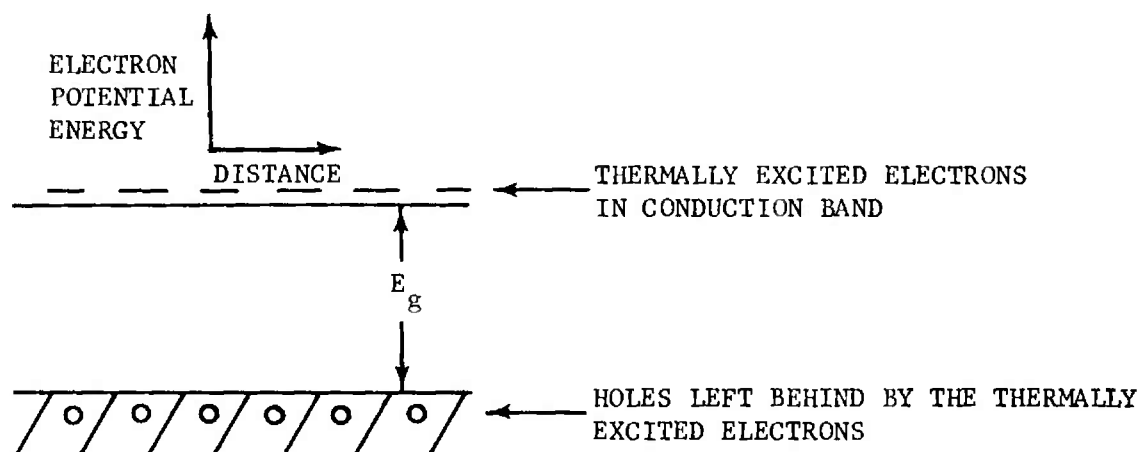 ELECTRON
POTENTIAL
ENERGY
DISTANCE
THERMALLY EXCITED ELECTRONS
IN CONDUCTION BAND
E
g
HOLES LEFT BEHIND BY THE THERMALLY
EXCITED ELECTRONS